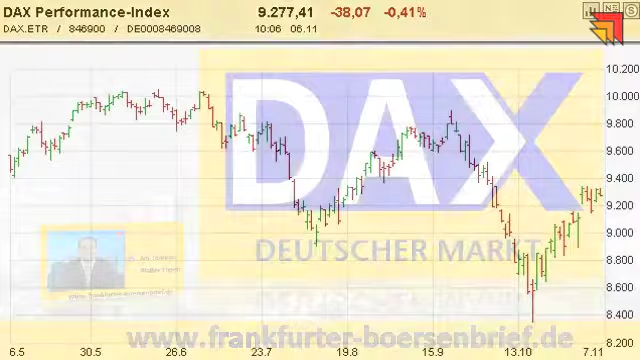 DAX Performance-Index 9.277,41 -38,07 -0,41%
DAX.ETR / 846900 / DE0008469008 10:06 06.11
10.200
10.000
9.800
9.600
9.400
9.200
9.000
8.800
8.600
8.400
8.200
DAX
DEUTSCHER MARKT
www.frankfurter-boersenbrief.de
6.5 30.5 26.6 23.7 19.8 15.9 13.10 7.11